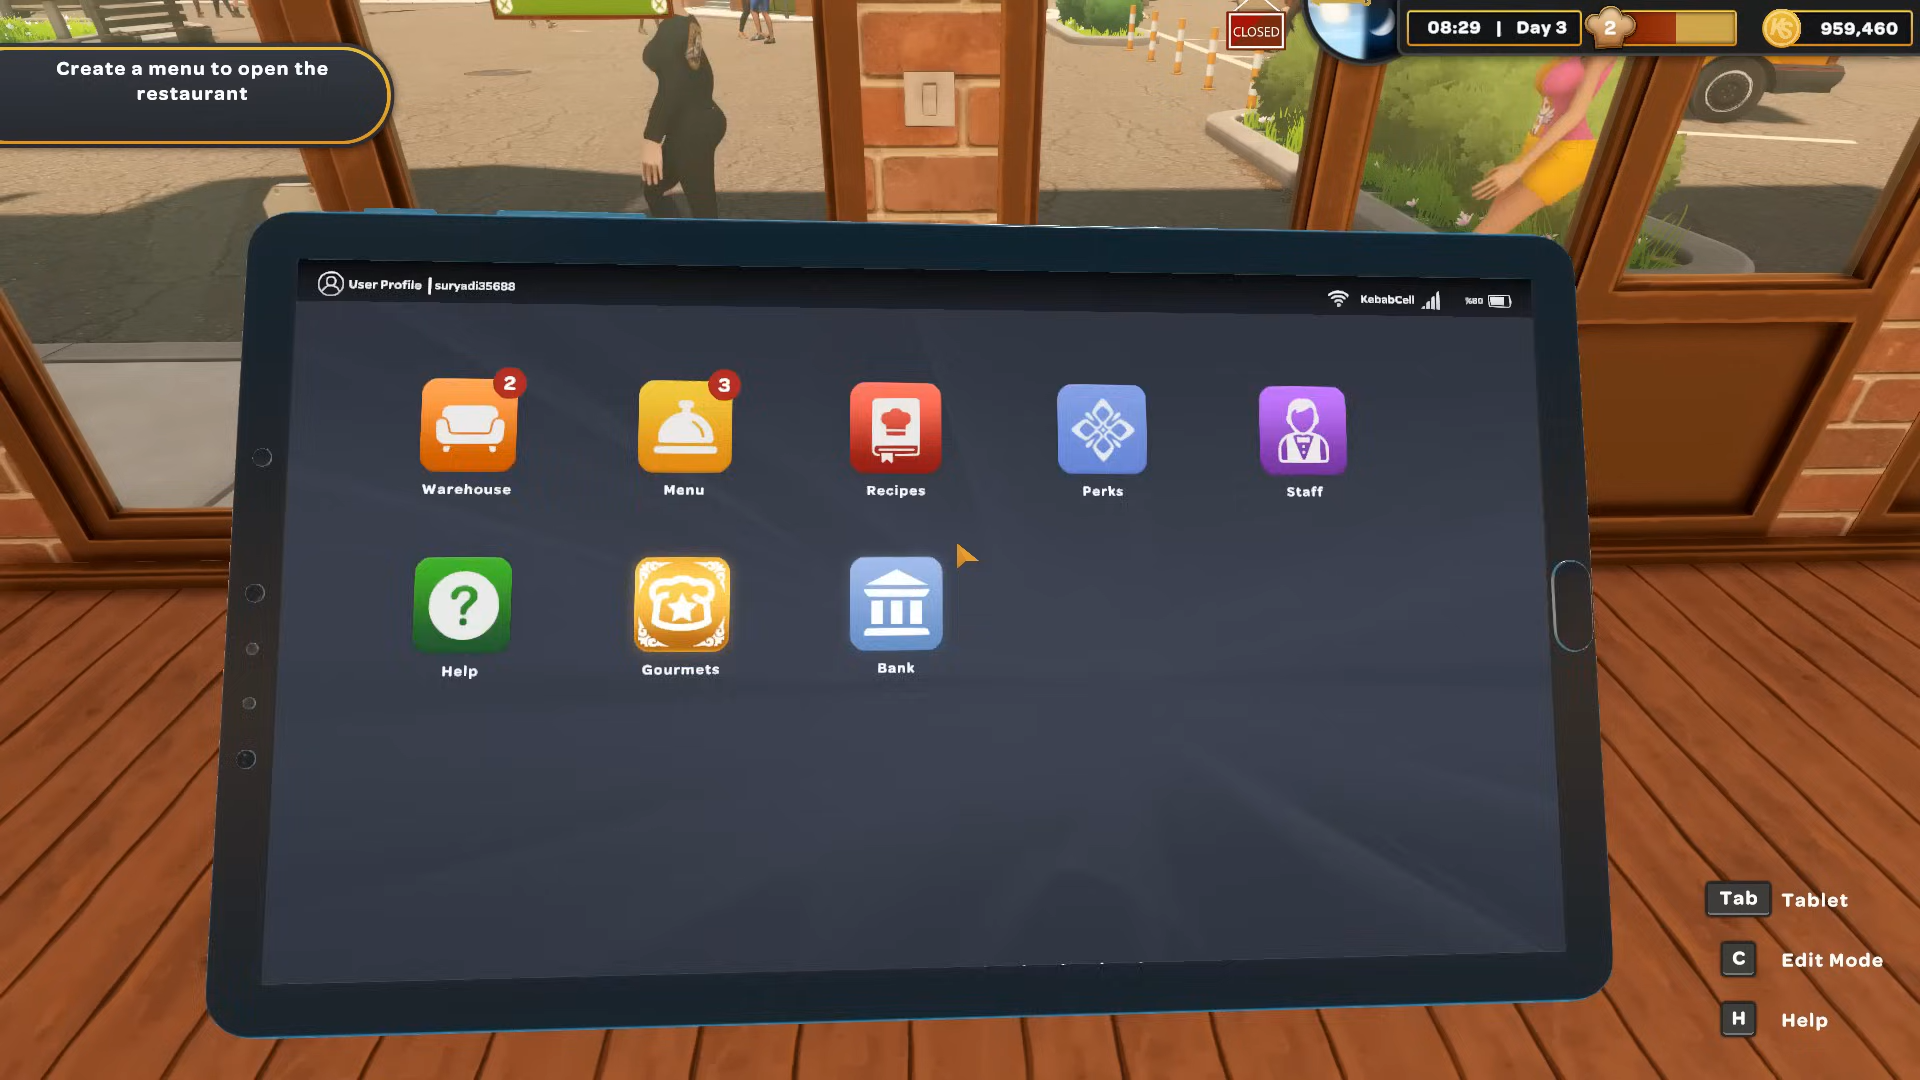 Create a menu to open the
restaurant
CLOSED
08:29 | Day 3
2
KS
959,460
User Profile | suryadi35688
KebabCell
%80
2
3
Warehouse
Menu
Recipes
Perks
Staff
?
Help
Gourmets
Bank
Tab Tablet
C Edit Mode
H Help